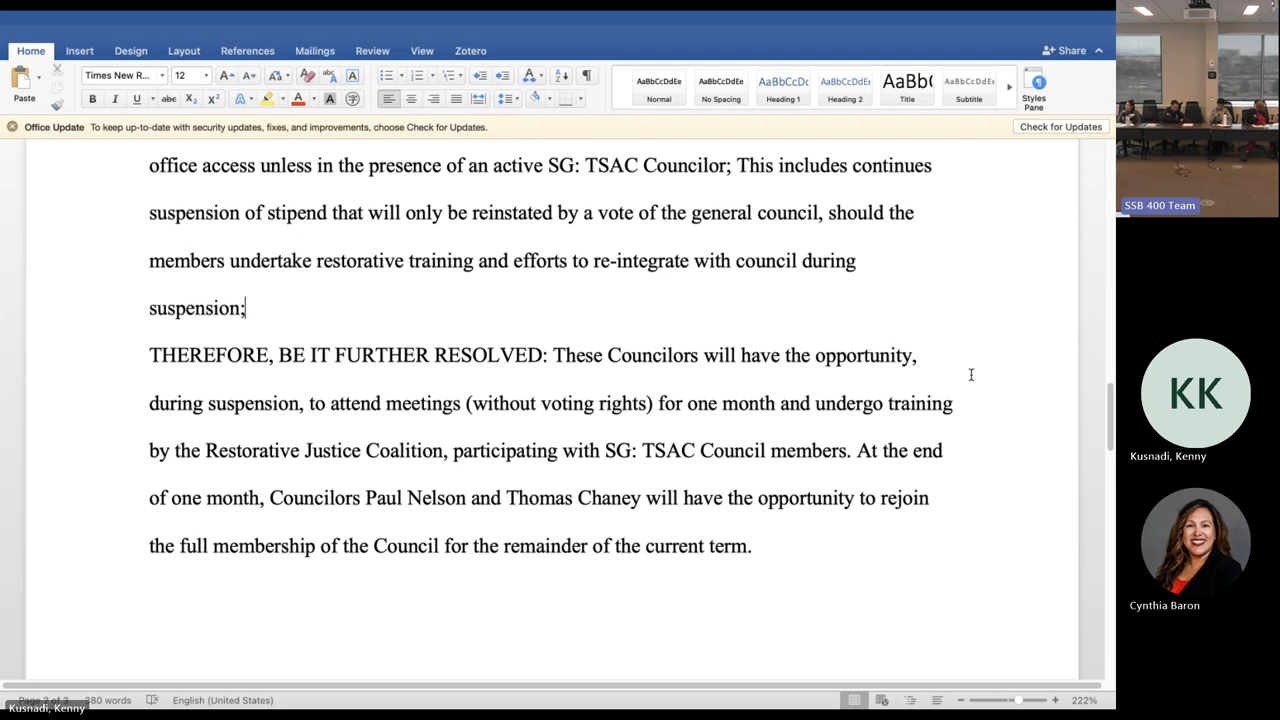 Home Insert Design Layout References Mailings Review View Zotero Share
Paste Times New R... 12
AaBbCcDdEe AaBbCcDdEe AaBbCcDc AaBbCcDdEe AaBb( AaBbCcDdEe
Normal No Spacing Heading 1 Heading 2 Title Subtitle Styles Pane
Office Update To keep up-to-date with security updates, fixes, and improvements, choose Check for Updates. Check for Updates
office access unless in the presence of an active SG: TSAC Councilor; This includes continues
suspension of stipend that will only be reinstated by a vote of the general council, should the
members undertake restorative training and efforts to re-integrate with council during
suspension;
THEREFORE, BE IT FURTHER RESOLVED: These Councilors will have the opportunity,
during suspension, to attend meetings (without voting rights) for one month and undergo training
by the Restorative Justice Coalition, participating with SG: TSAC Council members. At the end
of one month, Councilors Paul Nelson and Thomas Chaney will have the opportunity to rejoin
the full membership of the Council for the remainder of the current term.
Page 2 of 3 380 words English (United States) 222%
Kusnadi, Kenny
SSB 400 Team
KK
Kusnadi, Kenny
Cynthia Baron